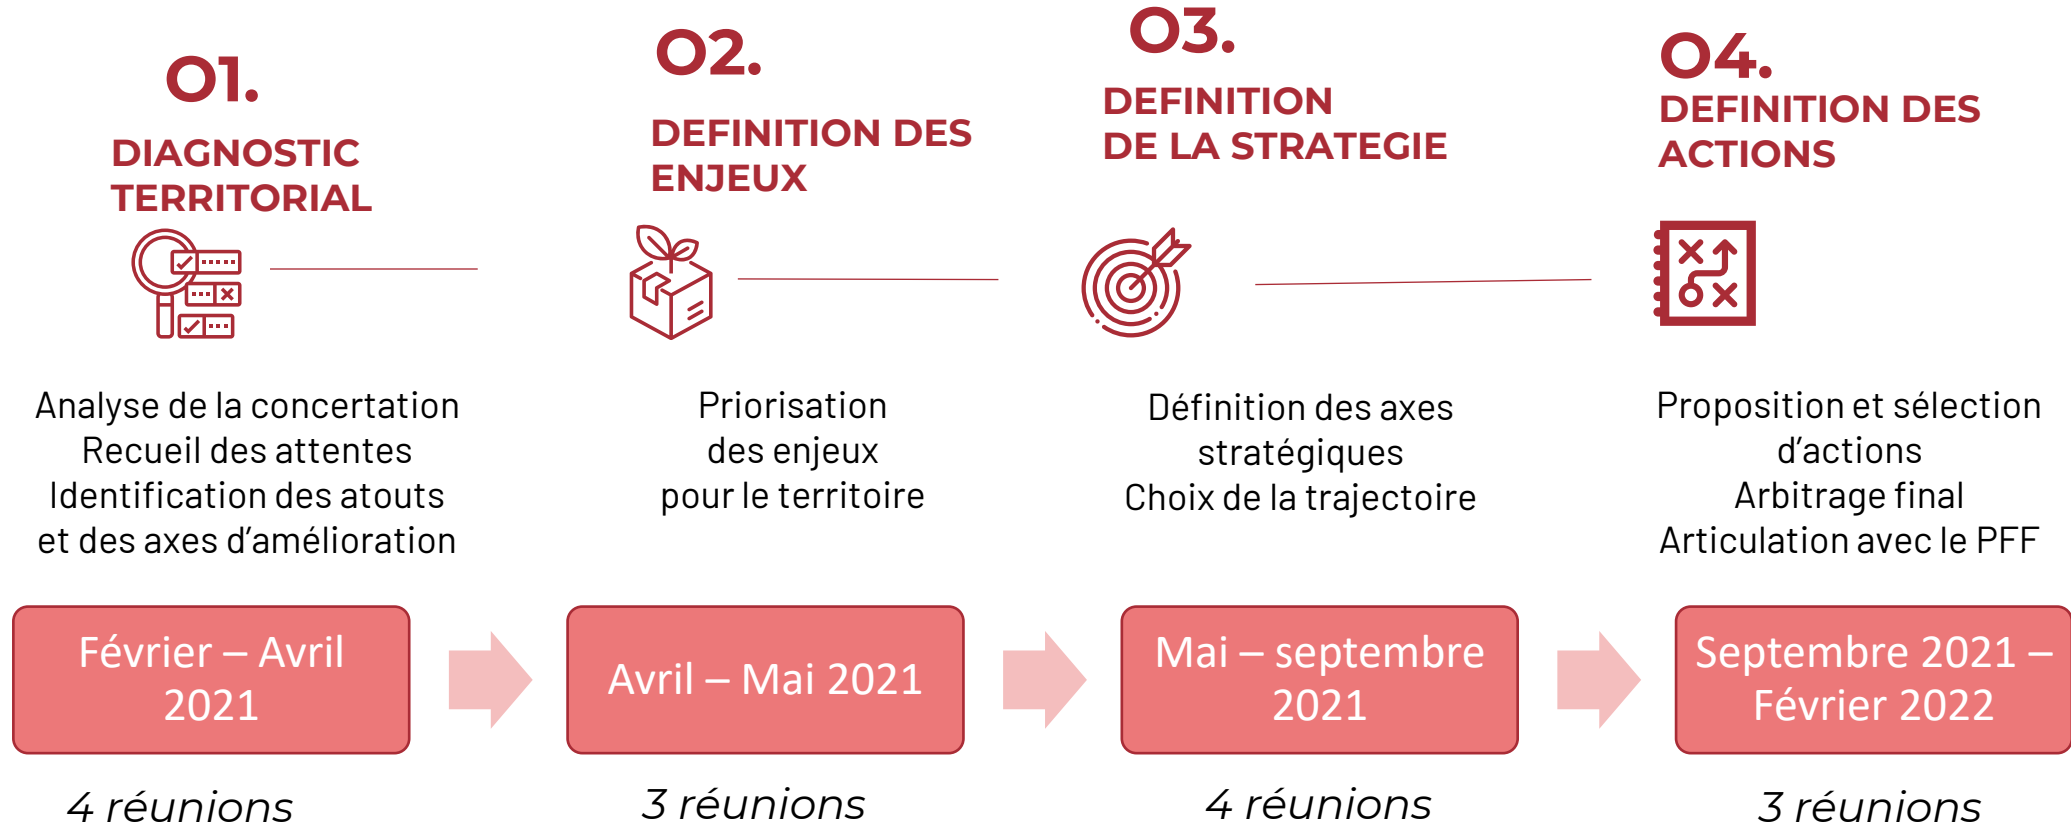 01.
DIAGNOSTIC
TERRITORIAL
Analyse de la concertation
Recueil des attentes
Identification des atouts
et des axes d'amélioration
Février – Avril
2021
4 réunions
02.
DEFINITION DES
ENJEUX
Priorisation
des enjeux
pour le territoire
Avril – Mai 2021
3 réunions
03.
DEFINITION
DE LA STRATEGIE
Définition des axes
stratégiques
Choix de la trajectoire
Mai – septembre
2021
4 réunions
04.
DEFINITION DES
ACTIONS
Proposition et sélection
d'actions
Arbitrage final
Articulation avec le PFF
Septembre 2021 –
Février 2022
3 réunions